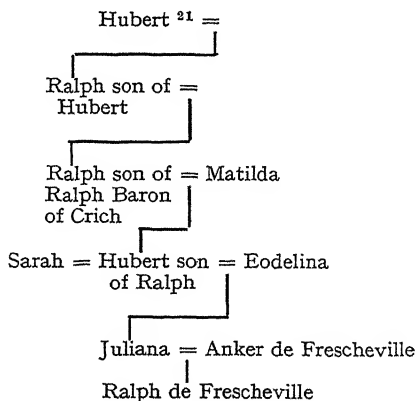 Hubert ²¹ =
Ralph son of =
Hubert
Ralph son of = Matilda
Ralph Baron
of Crich
Sarah = Hubert son = Eodelina
of Ralph
Juliana = Anker de Frescheville
Ralph de Frescheville